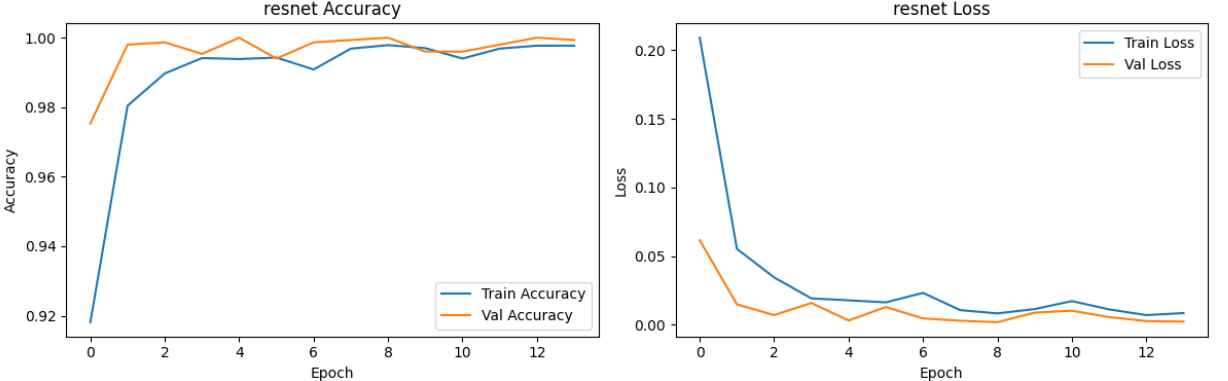 resnet Accuracy
1.00
0.98
0.96
0.94
0.92
Accuracy
Train Accuracy
Val Accuracy
0 2 4 6 8 10 12
Epoch
resnet Loss
0.20
0.15
0.10
0.05
0.00
Loss
Train Loss
Val Loss
0 2 4 6 8 10 12
Epoch